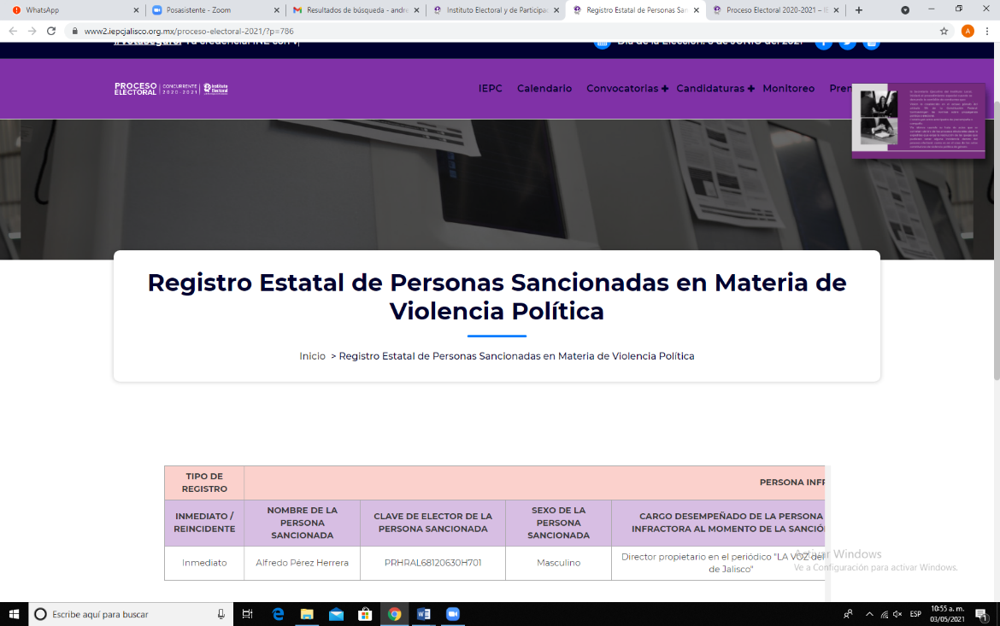 WhatsApp
Posasistente - Zoom
Resultados de búsqueda - andre
Instituto Electoral y de Participac
Registro Estatal de Personas San
Proceso Electoral 2020-2021 – IE
www2.iepcjalisco.org.mx/proceso-electoral-2021/?p=786
A
#VotaSeguro: Tu credencial INE con v
Día de la Elección: 6 de JUNIO del 2021
PROCESO
ELECTORAL
CONCURRENTE
2020-2021
Instituto
Electoral
IEPC Calendario Convocatorias + Candidaturas + Monitoreo Pren
Registro Estatal de Personas Sancionadas en Materia de
Violencia Política
Inicio > Registro Estatal de Personas Sancionadas en Materia de Violencia Política
TIPO DE
REGISTRO
PERSONA INFR
INMEDIATO /
REINCIDENTE
NOMBRE DE LA
PERSONA
SANCIONADA
CLAVE DE ELECTOR DE LA
PERSONA SANCIONADA
SEXO DE LA
PERSONA
SANCIONADA
CARGO DESEMPEÑADO DE LA PERSONA
INFRACTORA AL MOMENTO DE LA SANCIÓN
Inmediato
Alfredo Pérez Herrera
PRHRAL68120630H701
Masculino
Director propietario en el periódico "LA VOZ del
de Jalisco"
Activar Windows
Ve a Configuración para activar Windows.
Escribe aquí para buscar
ESP
10:55 a. m.
03/05/2021
1